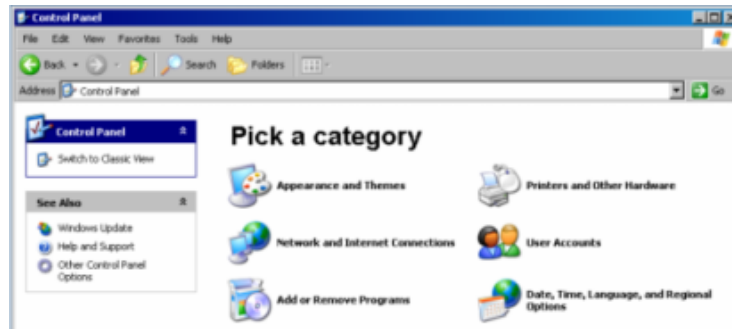 Control Panel
File Edit View Favorites Tools Help
Back Search Folders
Address Control Panel Go
Control Panel
Switch to Classic View
See Also
Windows Update
Help and Support
Other Control Panel
Options
Pick a category
Appearance and Themes
Printers and Other Hardware
Network and Internet Connections
User Accounts
Add or Remove Programs
Date, Time, Language, and Regional
Options